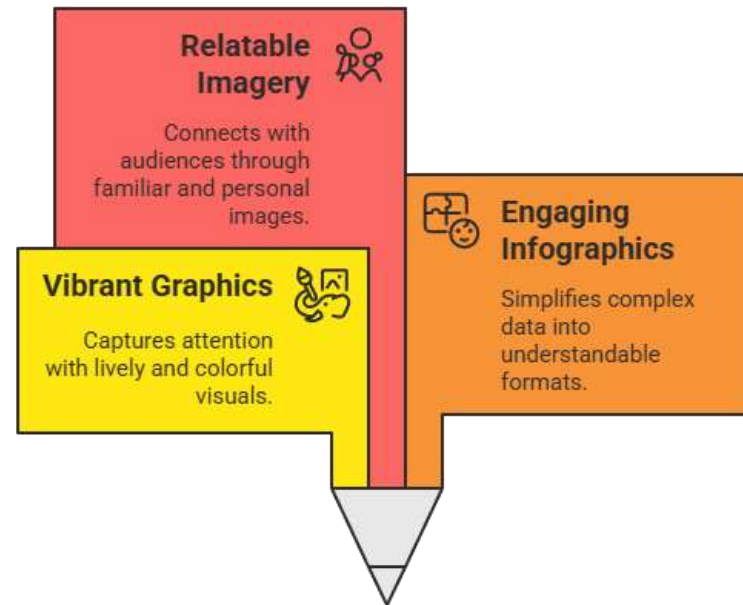 Relatable
Imagery
Connects with
audiences through
familiar and personal
images.
Engaging
Infographics
Simplifies complex
data into
understandable
formats.
Vibrant Graphics
Captures attention
with lively and colorful
visuals.